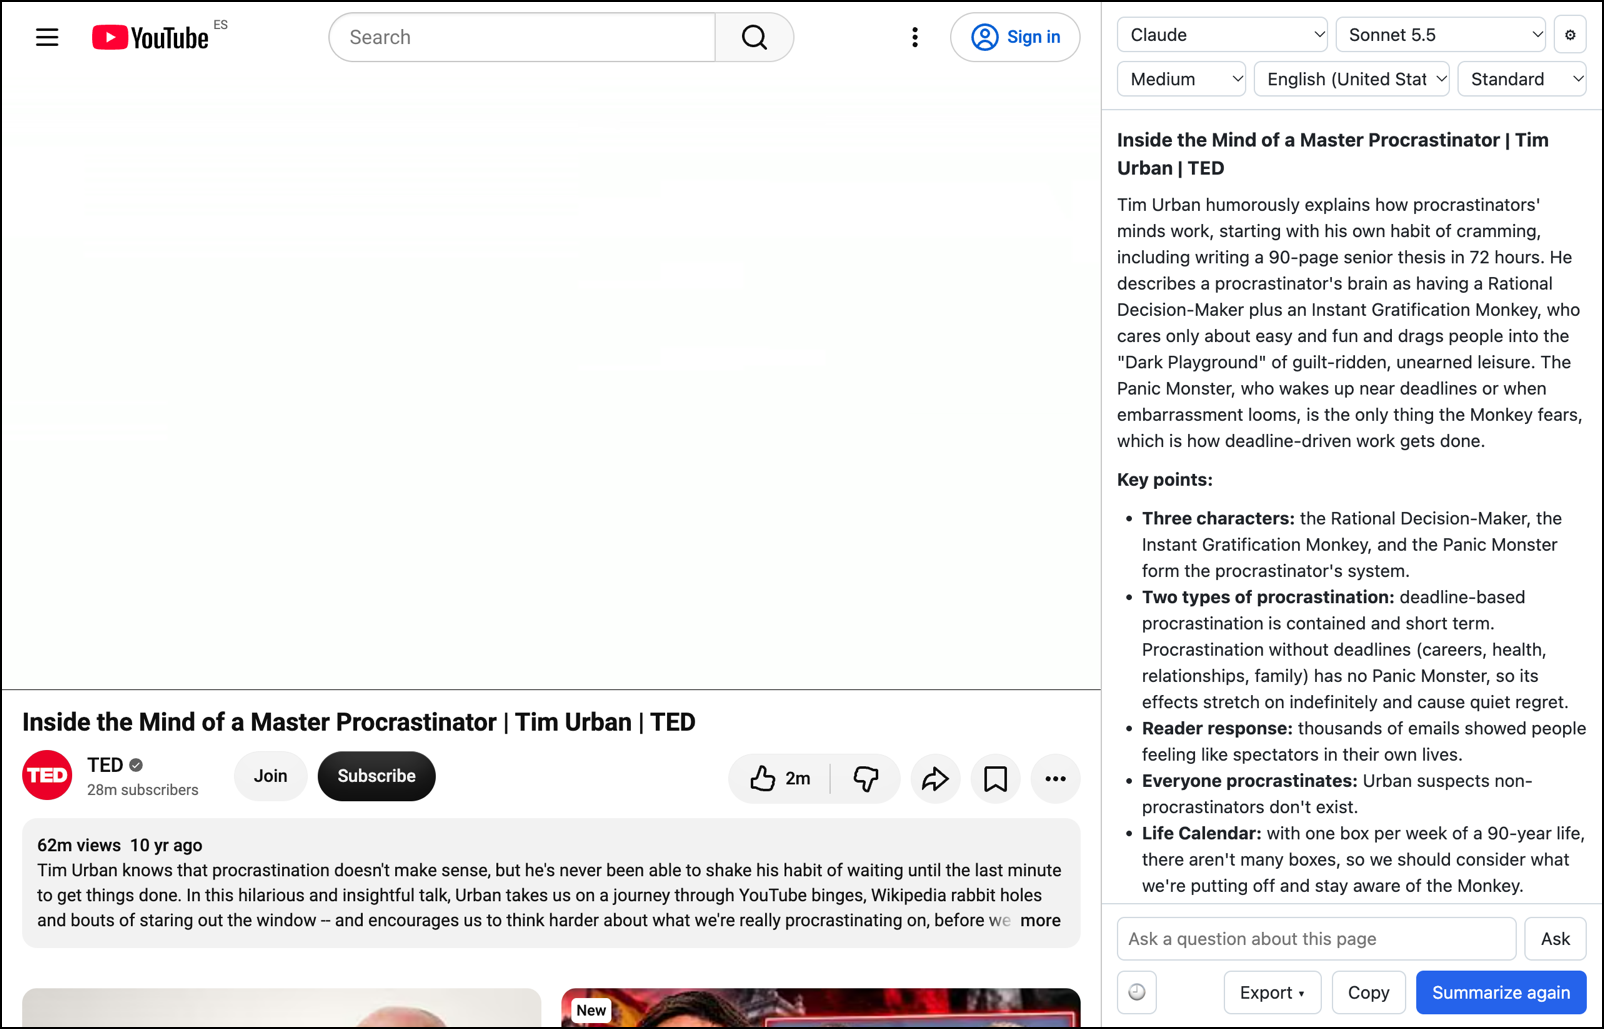 YouTube ES
Search
Sign in
Inside the Mind of a Master Procrastinator | Tim Urban | TED
TED
TED
28m subscribers
Join
Subscribe
2m
62m views 10 yr ago
Tim Urban knows that procrastination doesn't make sense, but he's never been able to shake his habit of waiting until the last minute
to get things done. In this hilarious and insightful talk, Urban takes us on a journey through YouTube binges, Wikipedia rabbit holes
and bouts of staring out the window -- and encourages us to think harder about what we're really procrastinating on, before we more
New
Claude
Sonnet 5.5
Medium
English (United Stat
Standard
Inside the Mind of a Master Procrastinator | Tim
Urban | TED
Tim Urban humorously explains how procrastinators'
minds work, starting with his own habit of cramming,
including writing a 90-page senior thesis in 72 hours. He
describes a procrastinator's brain as having a Rational
Decision-Maker plus an Instant Gratification Monkey, who
cares only about easy and fun and drags people into the
"Dark Playground" of guilt-ridden, unearned leisure. The
Panic Monster, who wakes up near deadlines or when
embarrassment looms, is the only thing the Monkey fears,
which is how deadline-driven work gets done.
Key points:
• Three characters: the Rational Decision-Maker, the
Instant Gratification Monkey, and the Panic Monster
form the procrastinator's system.
• Two types of procrastination: deadline-based
procrastination is contained and short term.
Procrastination without deadlines (careers, health,
relationships, family) has no Panic Monster, so its
effects stretch on indefinitely and cause quiet regret.
• Reader response: thousands of emails showed people
feeling like spectators in their own lives.
• Everyone procrastinates: Urban suspects non-
procrastinators don't exist.
• Life Calendar: with one box per week of a 90-year life,
there aren't many boxes, so we should consider what
we're putting off and stay aware of the Monkey.
Ask a question about this page
Ask
Export
Copy
Summarize again